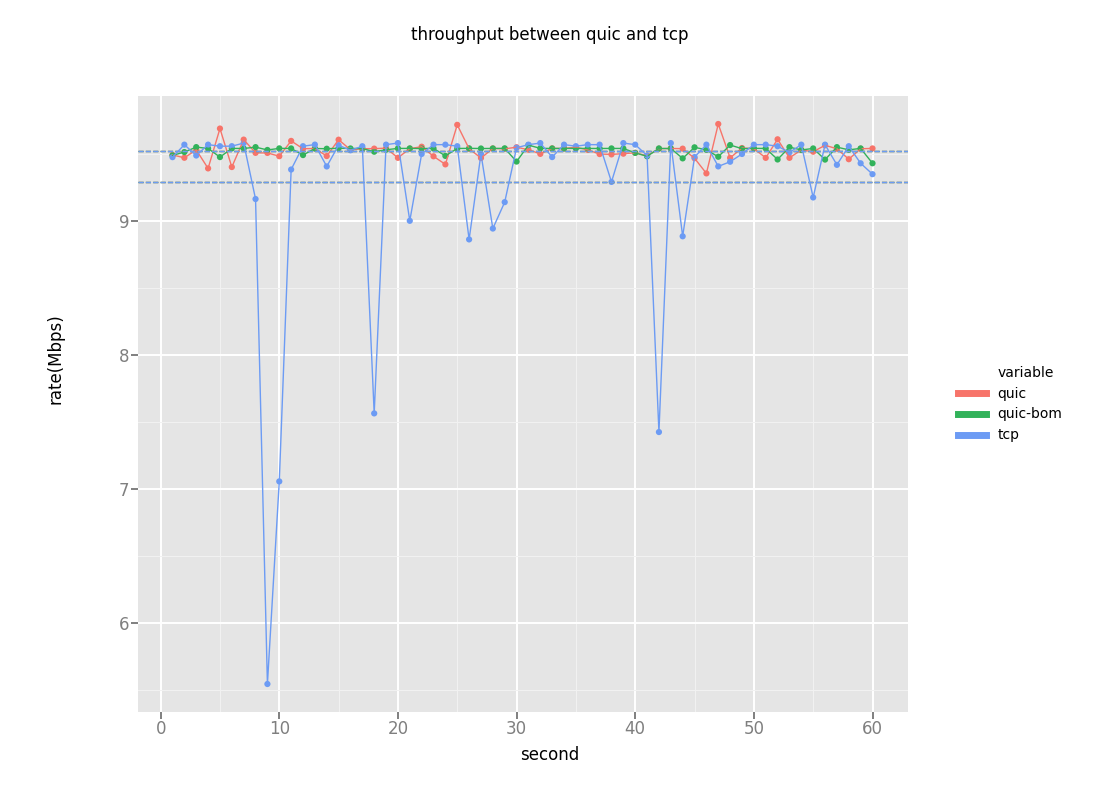 throughput between quic and tcp
rate(Mbps)
9
8
7
6
0 10 20 30 40 50 60
second
variable
quic
quic-bom
tcp